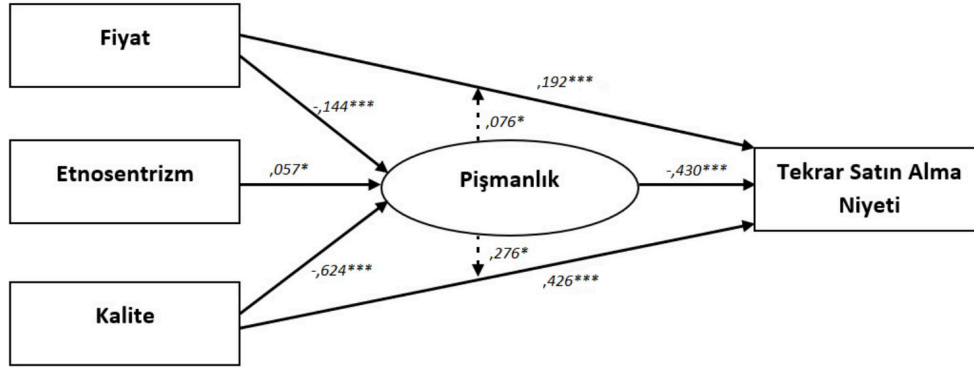 Fiyat
,192***
-,144***
,076*
Etnosentrizm
,057*
Pişmanlık
-,430***
Tekrar Satın Alma
Niyeti
,276*
-,624***
,426***
Kalite